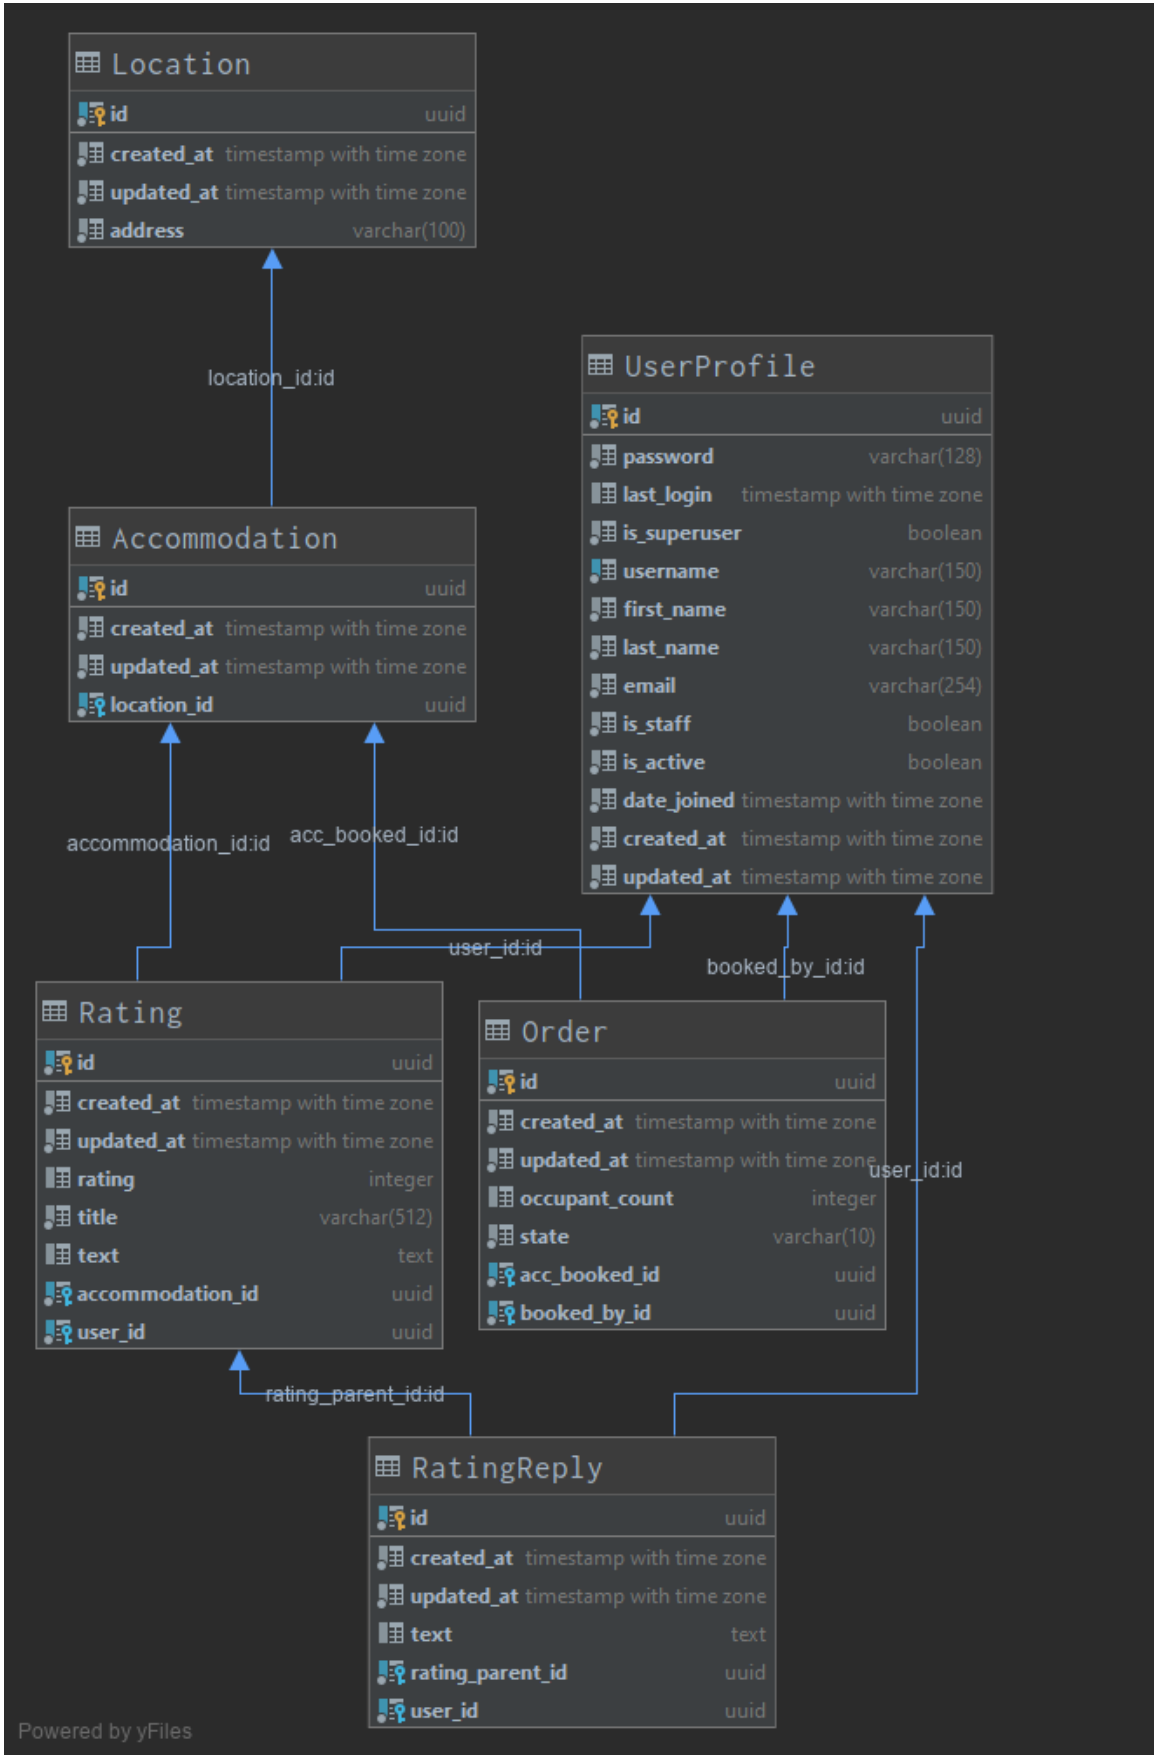 Location
id uuid
created_at timestamp with time zone
updated_at timestamp with time zone
address varchar(100)
location_id:id
UserProfile
id uuid
password varchar(128)
last_login timestamp with time zone
is_superuser boolean
username varchar(150)
first_name varchar(150)
last_name varchar(150)
email varchar(254)
is_staff boolean
is_active boolean
date_joined timestamp with time zone
created_at timestamp with time zone
updated_at timestamp with time zone
Accommodation
id uuid
created_at timestamp with time zone
updated_at timestamp with time zone
location_id uuid
accommodation_id:id
acc_booked_id:id
user_id:id
booked_by_id:id
Rating
id uuid
created_at timestamp with time zone
updated_at timestamp with time zone
rating integer
title varchar(512)
text text
accommodation_id uuid
user_id uuid
Order
id uuid
created_at timestamp with time zone
updated_at timestamp with time zone
occupant_count integer
state varchar(10)
acc_booked_id uuid
booked_by_id uuid
user_id:id
rating_parent_id:id
RatingReply
id uuid
created_at timestamp with time zone
updated_at timestamp with time zone
text text
rating_parent_id uuid
user_id uuid
Powered by yFiles